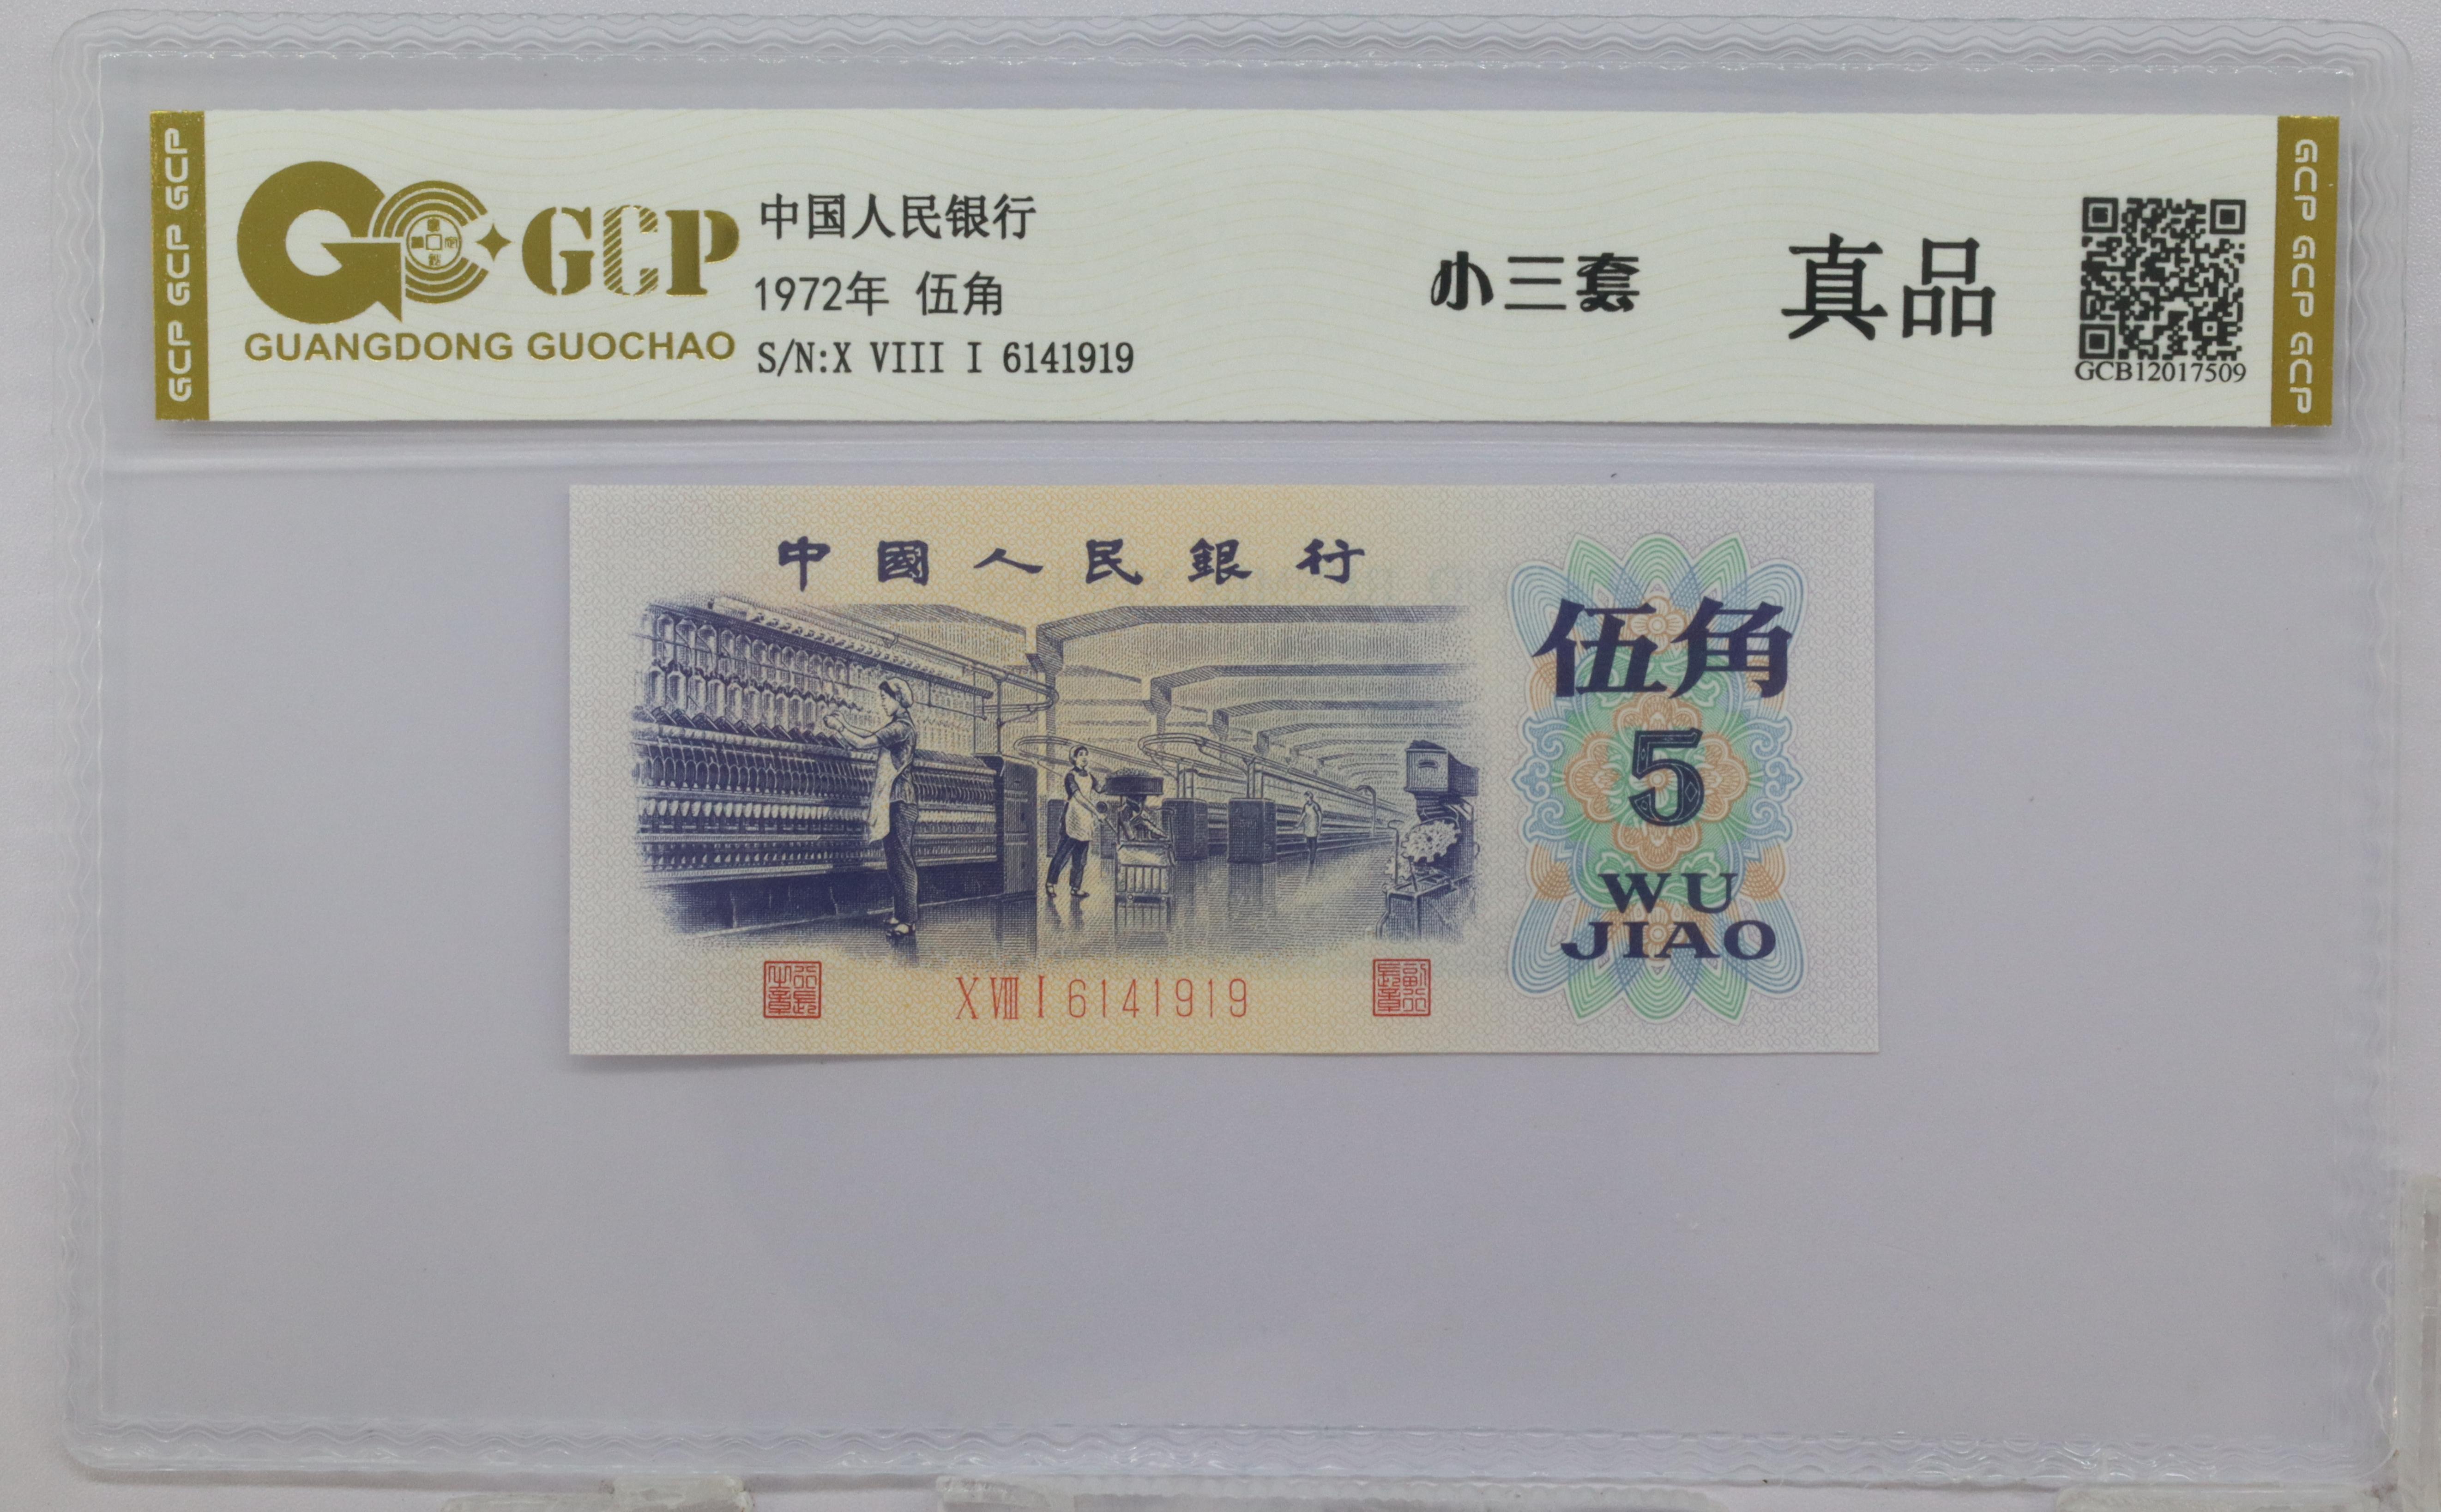 GCP GCP GCP
GCP
GUANGDONG GUOCHAO
中国人民银行
1972年 伍角
S/N:X VIII I 6141919
小三套
真品
GCB12017509
GCP GCP GCP
中國人民銀行
伍角
5
WU
JIAO
X VIII I 6141919